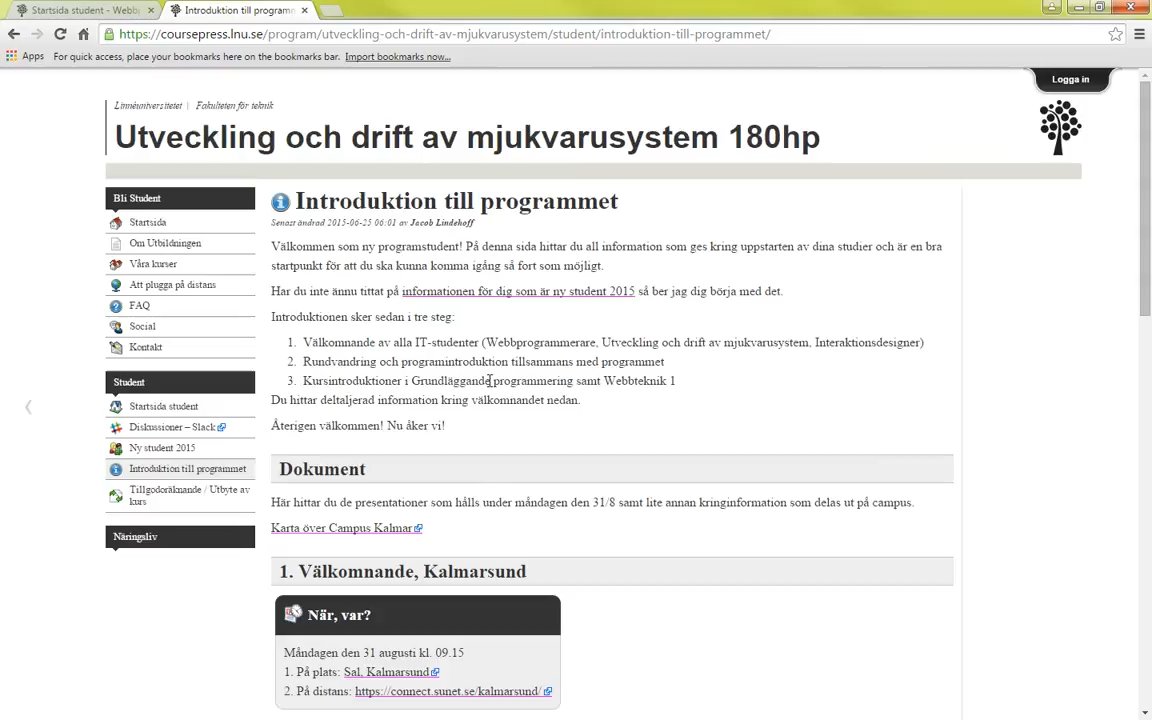 Startsida student - Webbp
Introduktion till programm
https://coursepress.lnu.se/program/utveckling-och-drift-av-mjukvarusystem/student/introduktion-till-programmet/
Apps For quick access, place your bookmarks here on the bookmarks bar. Import bookmarks now...
Logga in
Linnéuniversitetet | Fakulteten för teknik
Utveckling och drift av mjukvarusystem 180hp
Bli Student
Startsida
Om Utbildningen
Våra kurser
Att plugga på distans
FAQ
Social
Kontakt
Student
Startsida student
Diskussioner – Slack
Ny student 2015
Introduktion till programmet
Tillgodoräknande / Utbyte av
kurs
Näringsliv
Introduktion till programmet
Senast ändrad 2015-06-25 06:01 av Jacob Lindehoff
Välkommen som ny programstudent! På denna sida hittar du all information som ges kring uppstarten av dina studier och är en bra
startpunkt för att du ska kunna komma igång så fort som möjligt.
Har du inte ännu tittat på informationen för dig som är ny student 2015 så ber jag dig börja med det.
Introduktionen sker sedan i tre steg:
1. Välkomnande av alla IT-studenter (Webbprogrammerare, Utveckling och drift av mjukvarusystem, Interaktionsdesigner)
2. Rundvandring och programintroduktion tillsammans med programmet
3. Kursintroduktioner i Grundläggande programmering samt Webbteknik 1
Du hittar deltaljerad information kring välkomnandet nedan.
Återigen välkommen! Nu åker vi!
Dokument
Här hittar du de presentationer som hålls under måndagen den 31/8 samt lite annan kringinformation som delas ut på campus.
Karta över Campus Kalmar
1. Välkomnande, Kalmarsund
När, var?
Måndagen den 31 augusti kl. 09.15
1. På plats: Sal, Kalmarsund
2. På distans: https://connect.sunet.se/kalmarsund/